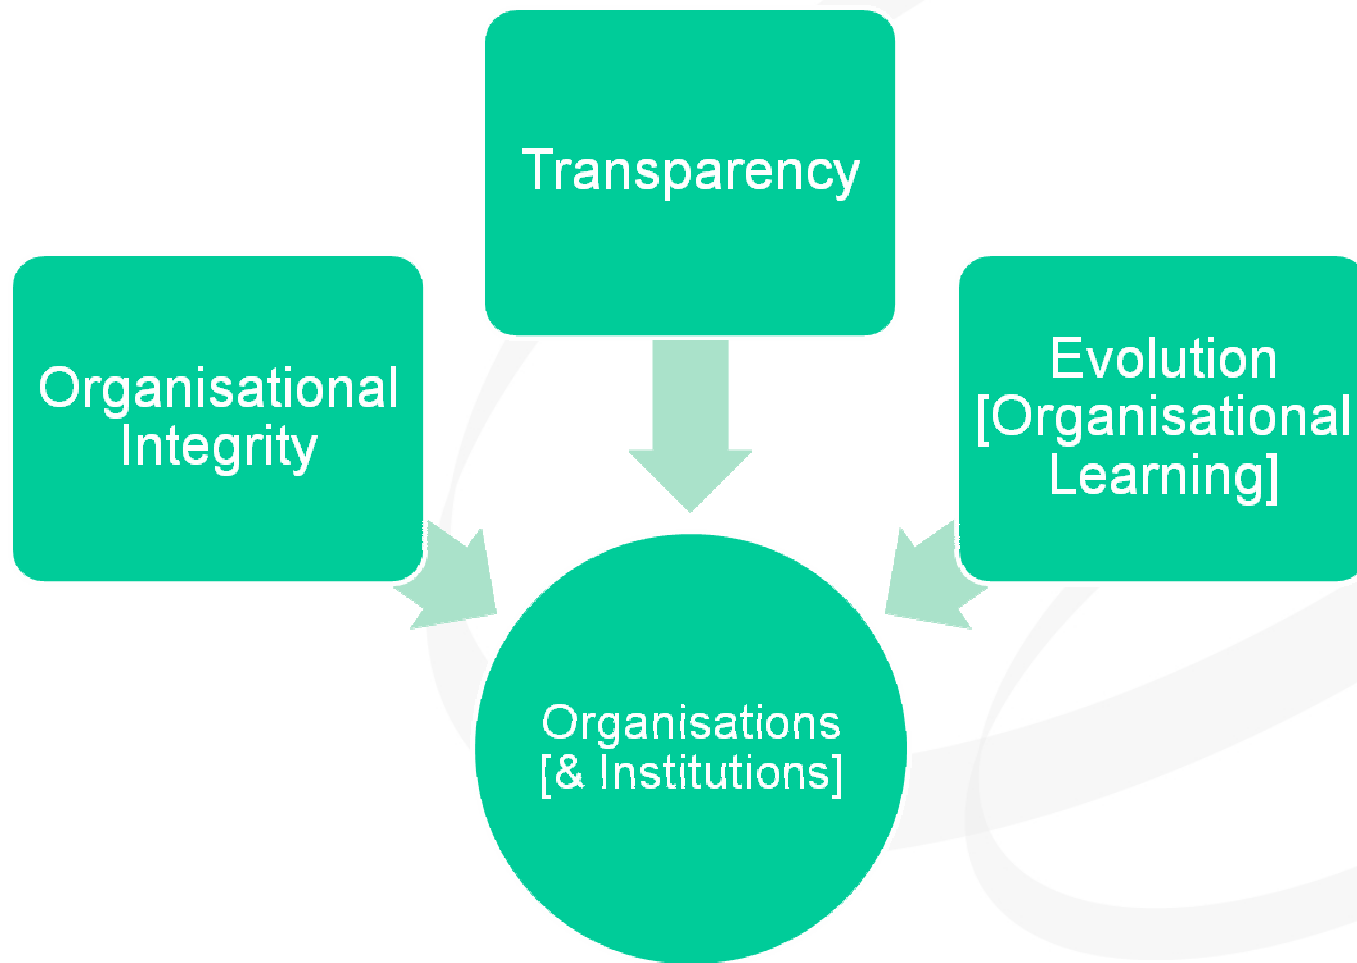 Transparency
Organisational
Integrity
Evolution
[Organisational
Learning]
Organisations
[& Institutions]